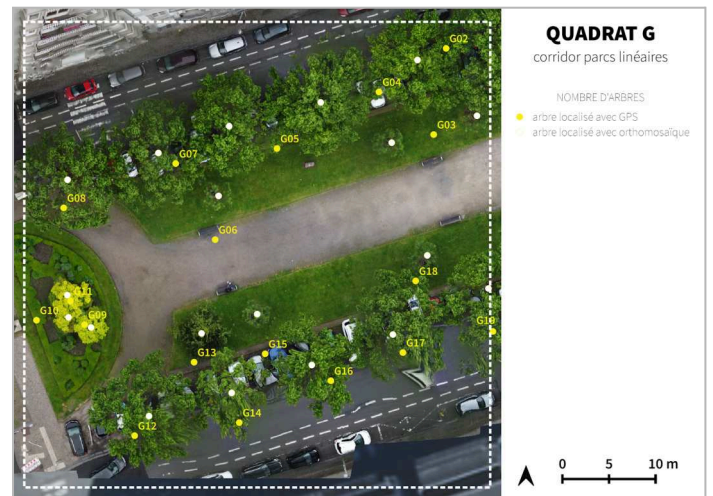 QUADRAT G
corridor parcs linéaires
NOMBRE D'ARBRES
arbre localisé avec GPS
arbre localisé avec orthomosaïque
G02
G04
G03
G05
G07
G08
G06
G18
G11
G10
G09
G19
G13
G15
G17
G16
G14
G12
0 5 10 m